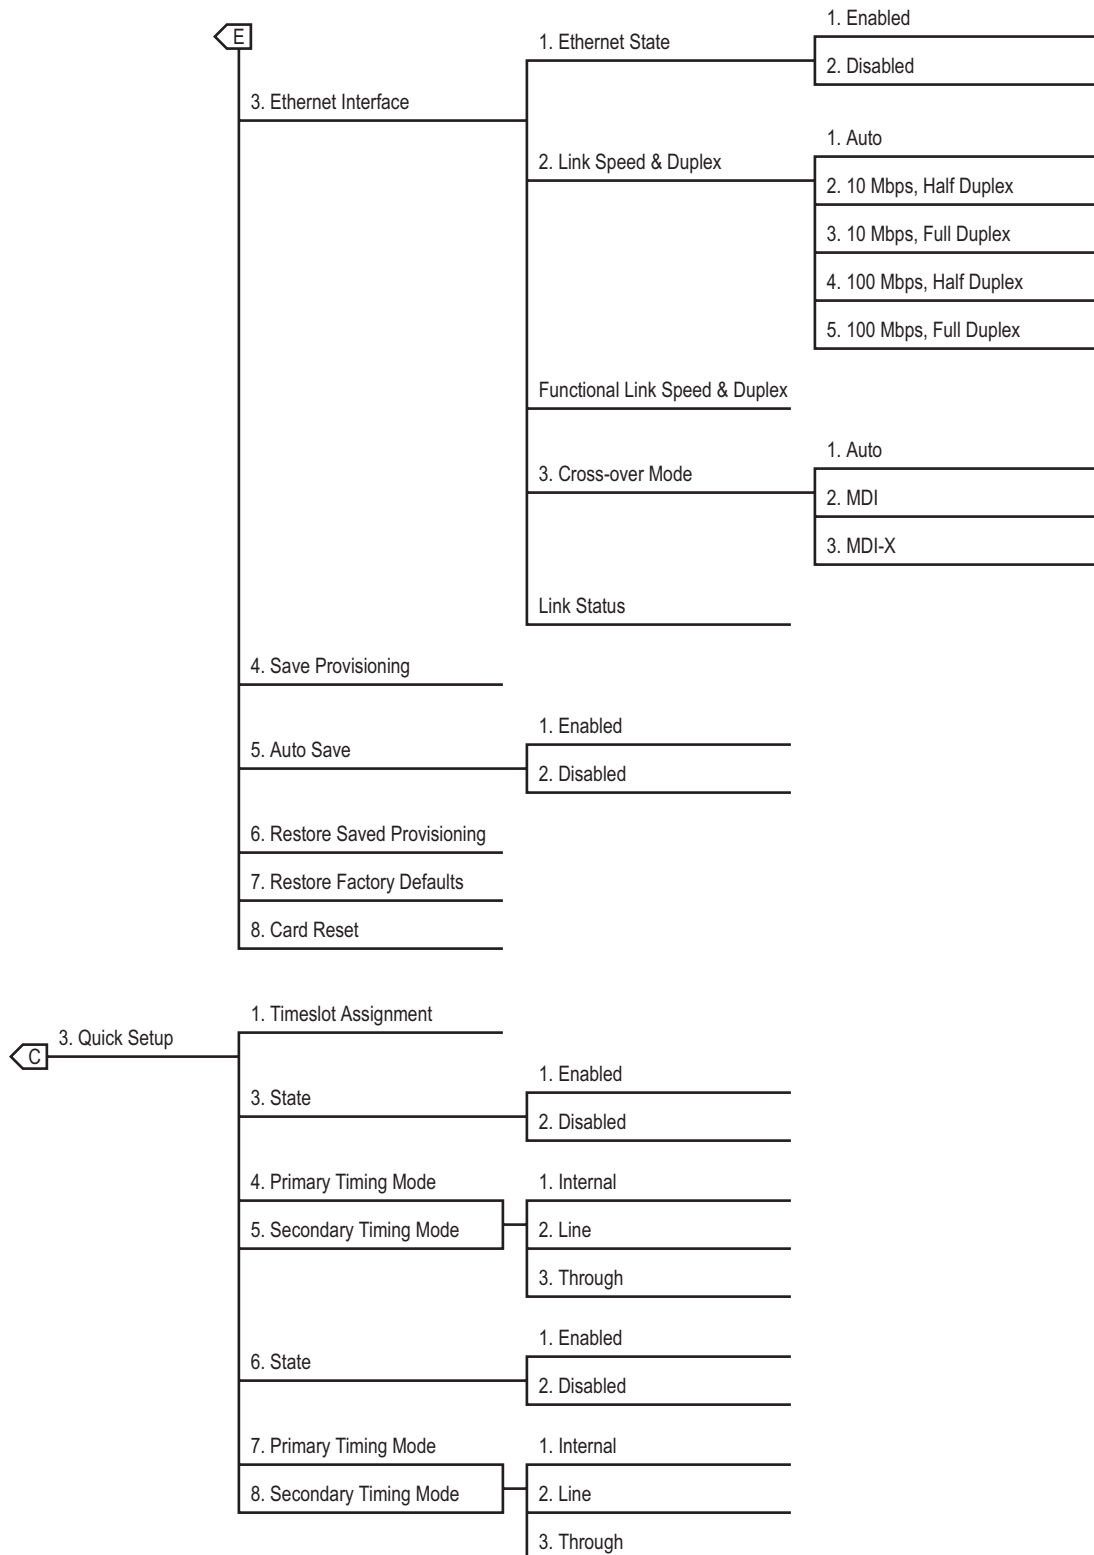 E
3. Ethernet Interface
1. Ethernet State
1. Enabled
2. Disabled
2. Link Speed & Duplex
1. Auto
2. 10 Mbps, Half Duplex
3. 10 Mbps, Full Duplex
4. 100 Mbps, Half Duplex
5. 100 Mbps, Full Duplex
Functional Link Speed & Duplex
3. Cross-over Mode
1. Auto
2. MDI
3. MDI-X
Link Status
4. Save Provisioning
5. Auto Save
1. Enabled
2. Disabled
6. Restore Saved Provisioning
7. Restore Factory Defaults
8. Card Reset
C
3. Quick Setup
1. Timeslot Assignment
3. State
1. Enabled
2. Disabled
4. Primary Timing Mode
5. Secondary Timing Mode
1. Internal
2. Line
3. Through
6. State
1. Enabled
2. Disabled
7. Primary Timing Mode
8. Secondary Timing Mode
1. Internal
2. Line
3. Through